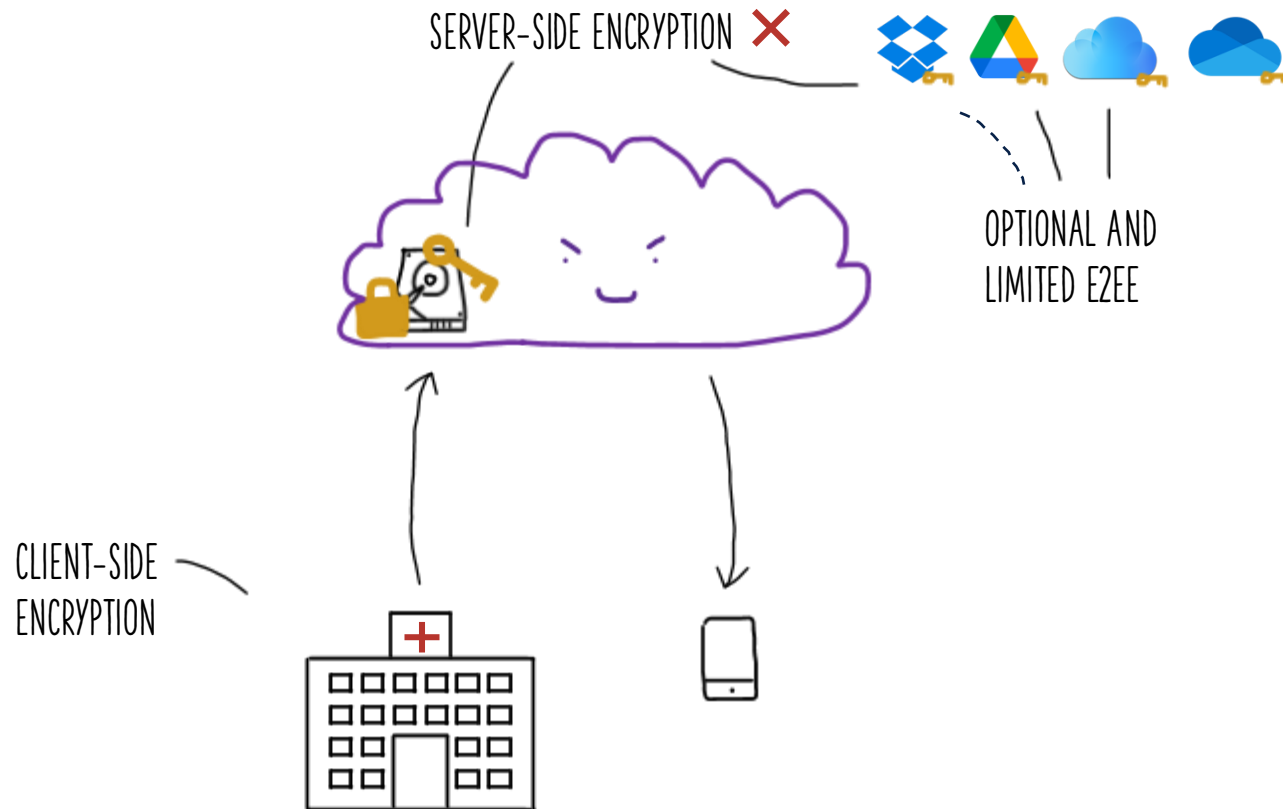 SERVER-SIDE ENCRYPTION
OPTIONAL AND
LIMITED E2EE
CLIENT-SIDE
ENCRYPTION